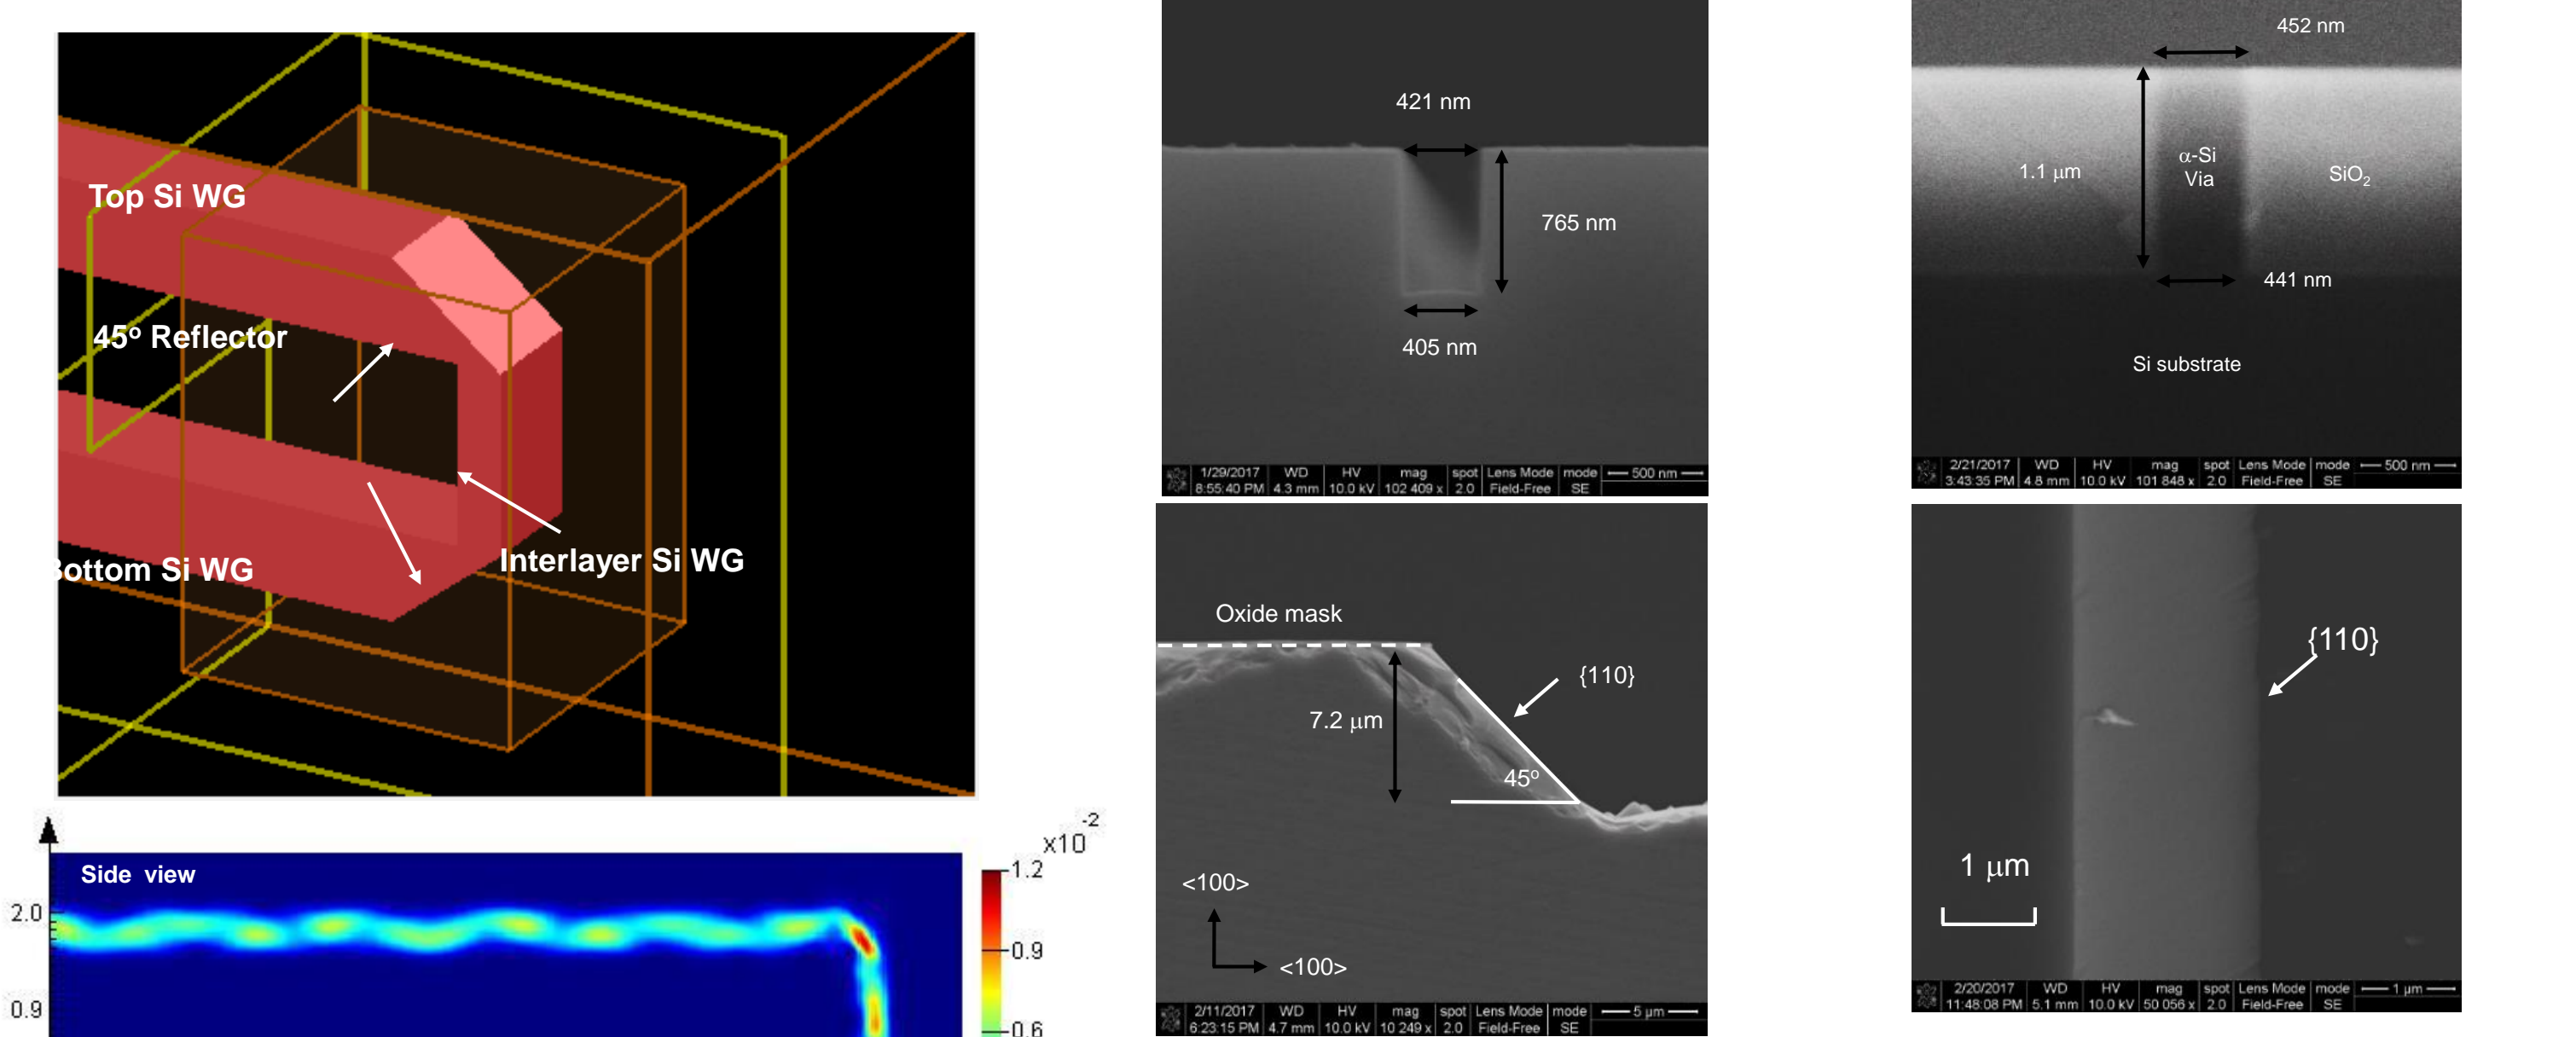 Top Si WG
45º Reflector
Bottom Si WG
Interlayer Si WG
Side view
2.0
0.9
x10
-2
1.2
0.9
0.6
421 nm
765 nm
405 nm
1/29/2017 WD HV mag spot Lens Mode mode 500 nm
8:55:40 PM 4.3 mm 10.0 kV 102 409 x 2.0 Field-Free SE
452 nm
1.1 μm
α-Si
Via
SiO2
441 nm
Si substrate
2/21/2017 WD HV mag spot Lens Mode mode 500 nm
3:43:35 PM 4.8 mm 10.0 kV 101 848 x 2.0 Field-Free SE
Oxide mask
{110}
7.2 μm
45º
<100>
<100>
2/11/2017 WD HV mag spot Lens Mode mode 5 μm
6:23:15 PM 4.7 mm 10.0 kV 10 249 x 2.0 Field-Free SE
{110}
1 μm
2/20/2017 WD HV mag spot Lens Mode mode 1 μm
11:48:08 PM 5.1 mm 10.0 kV 50 056 x 2.0 Field-Free SE